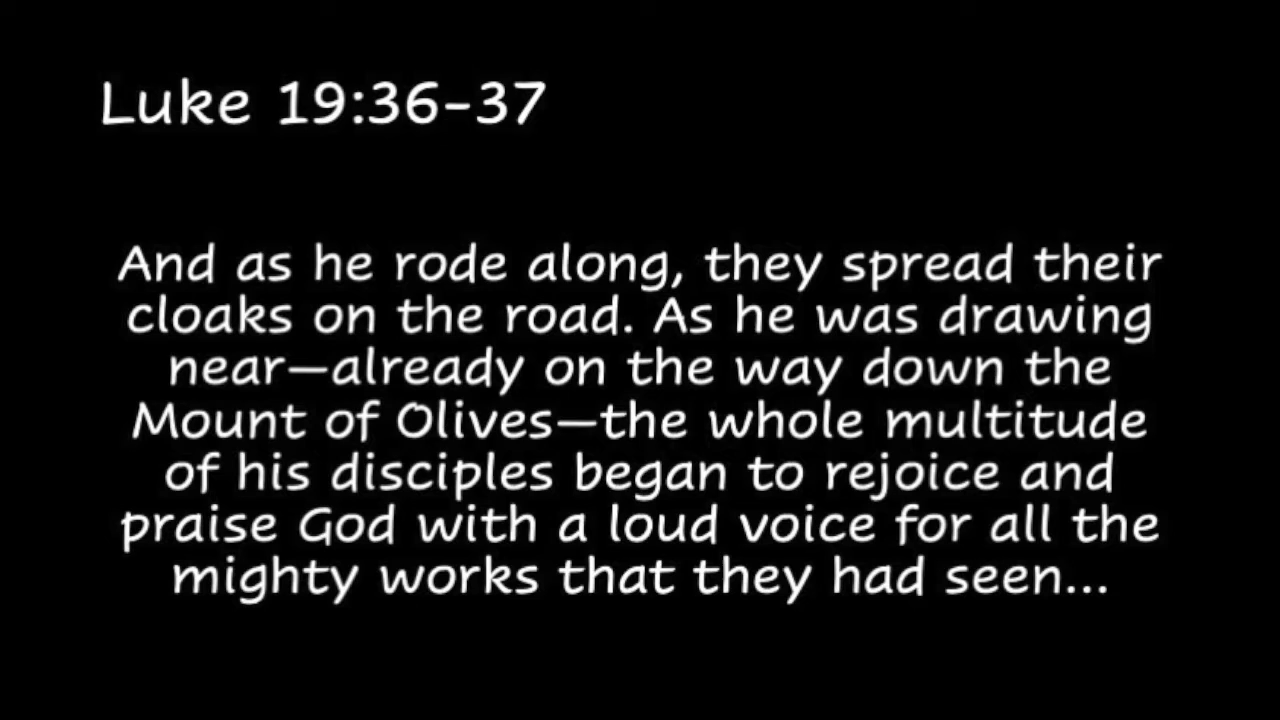 Luke 19:36-37
And as he rode along, they spread their
cloaks on the road. As he was drawing
near—already on the way down the
Mount of Olives—the whole multitude
of his disciples began to rejoice and
praise God with a loud voice for all the
mighty works that they had seen...